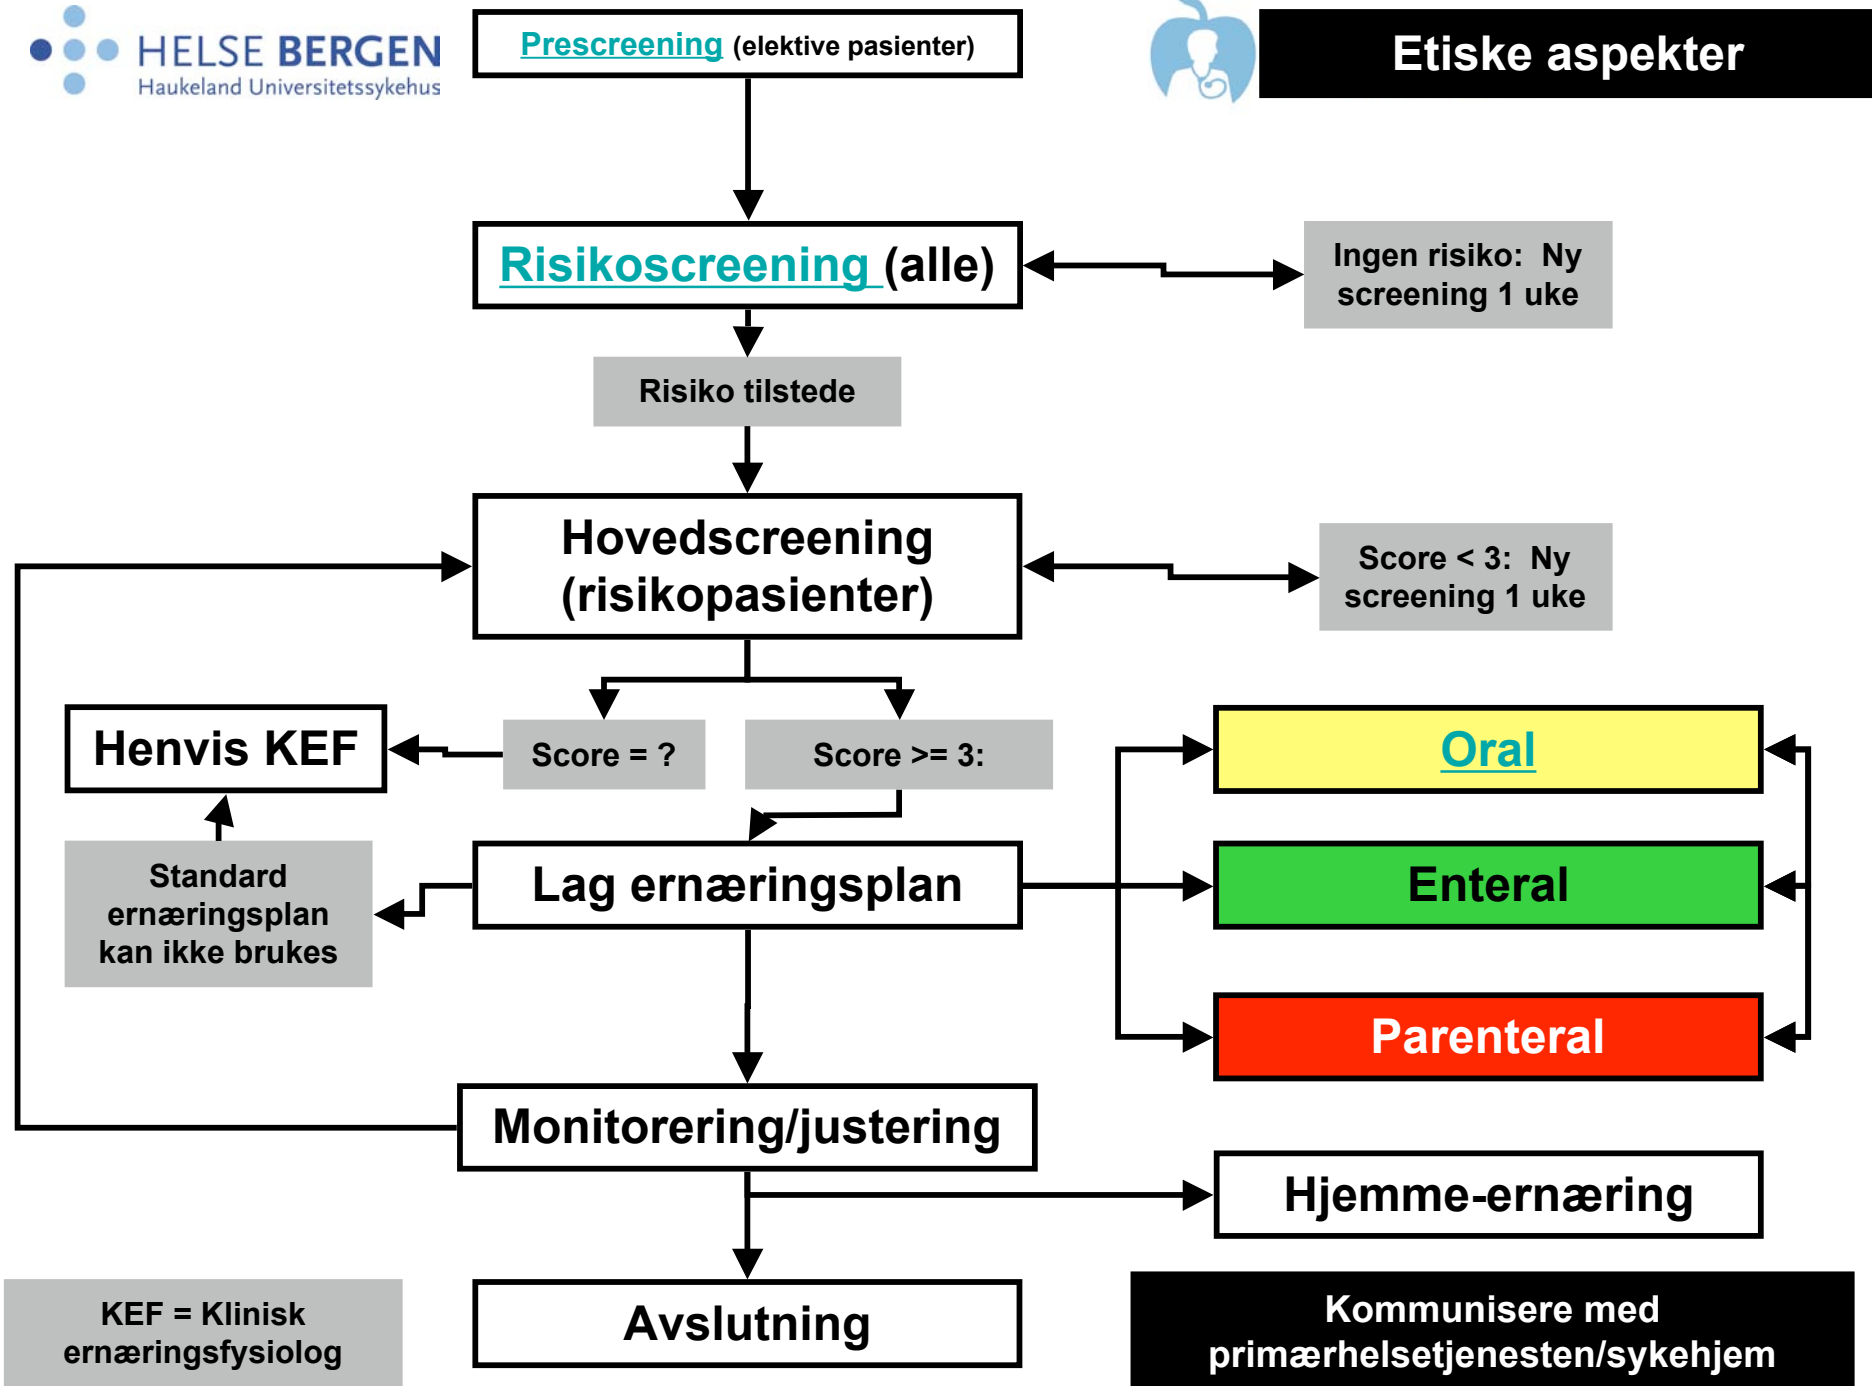 HELSE BERGEN
Haukeland Universitetssykehus
Prescreening (elektive pasienter)
Etiske aspekter
Risikoscreening (alle)
Ingen risiko: Ny
screening 1 uke
Risiko tilstede
Hovedscreening
(risikopasienter)
Score < 3: Ny
screening 1 uke
Henvis KEF
Score = ?
Score >= 3:
Oral
Standard
ernæringsplan
kan ikke brukes
Lag ernæringsplan
Enteral
Parenteral
Monitorering/justering
Hjemme-ernæring
KEF = Klinisk
ernæringsfysiolog
Avslutning
Kommunisere med
primærhelsetjenesten/sykehjem